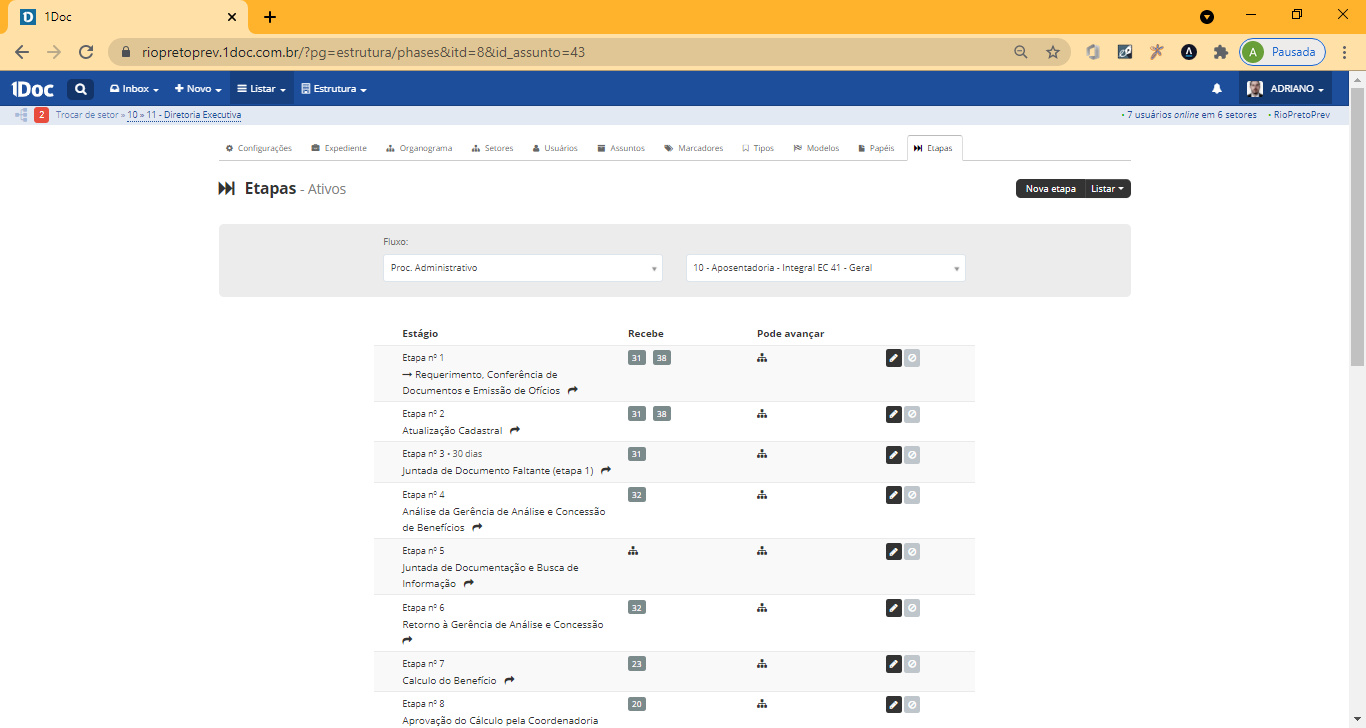 1Doc
riopretoprev.1doc.com.br/?pg=estrutura/phases&itd=8&id_assunto=43
A Pausada
1Doc Inbox Novo Listar Estrutura ADRIANO
2 Trocar de setor » 10 » 11 - Diretoria Executiva • 7 usuários online em 6 setores • RioPretoPrev
Configurações Expediente Organograma Setores Usuários Assuntos Marcadores Tipos Modelos Papéis Etapas
Etapas - Ativos Nova etapa Listar
Fluxo:
Proc. Administrativo 10 - Aposentadoria - Integral EC 41 - Geral
Estágio Recebe Pode avançar
Etapa nº 1 31 38
→ Requerimento, Conferência de
Documentos e Emissão de Ofícios
Etapa nº 2 31 38
Atualização Cadastral
Etapa nº 3 • 30 dias 31
Juntada de Documento Faltante (etapa 1)
Etapa nº 4 32
Análise da Gerência de Análise e Concessão
de Benefícios
Etapa nº 5
Juntada de Documentação e Busca de
Informação
Etapa nº 6 32
Retorno à Gerência de Análise e Concessão
Etapa nº 7 23
Calculo do Benefício
Etapa nº 8 20
Aprovação do Cálculo pela Coordenadoria